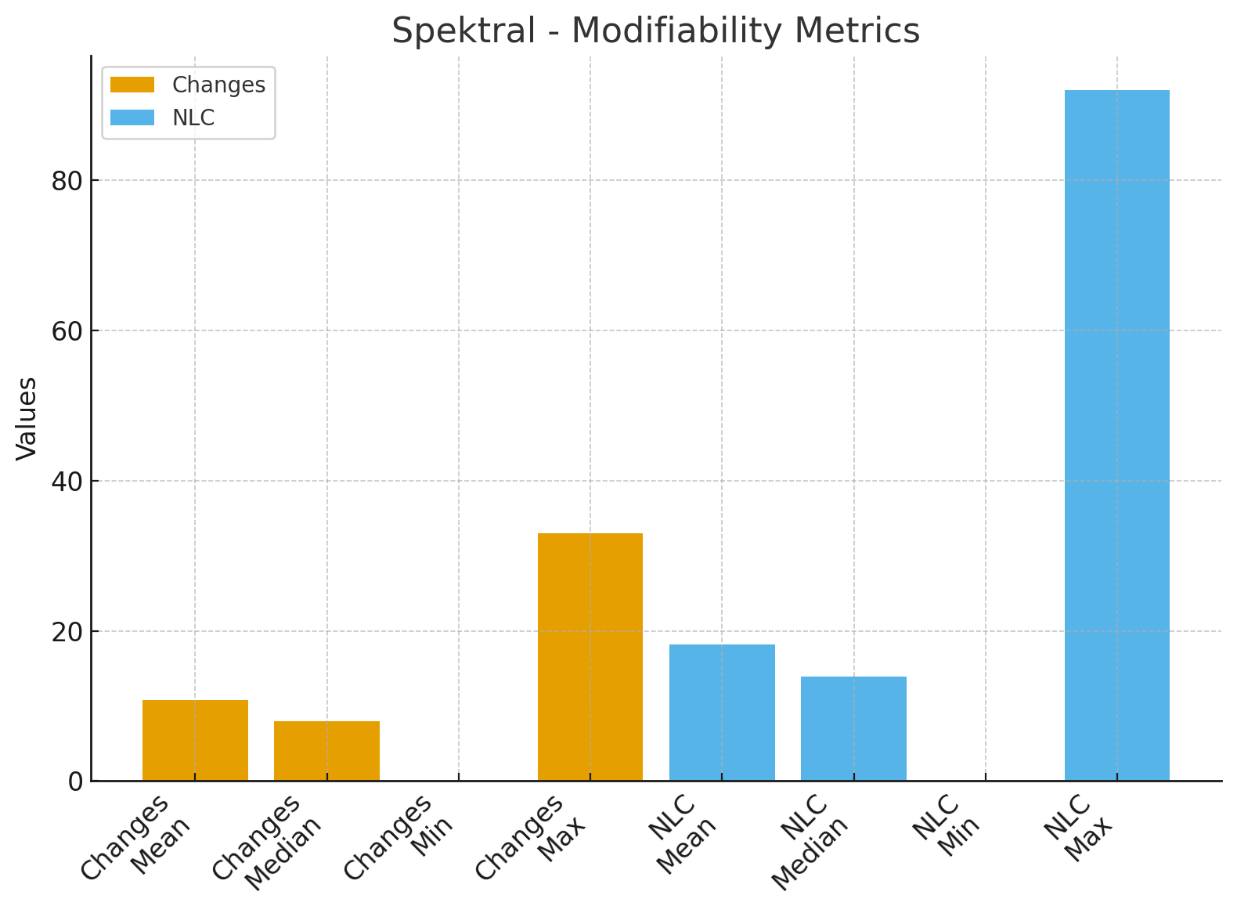 Spektral - Modifiability Metrics
Changes
NLC
Values
80
60
40
20
0
Changes
Mean
Changes
Median
Changes
Min
Changes
Max
NLC
Mean
NLC
Median
NLC
Min
NLC
Max